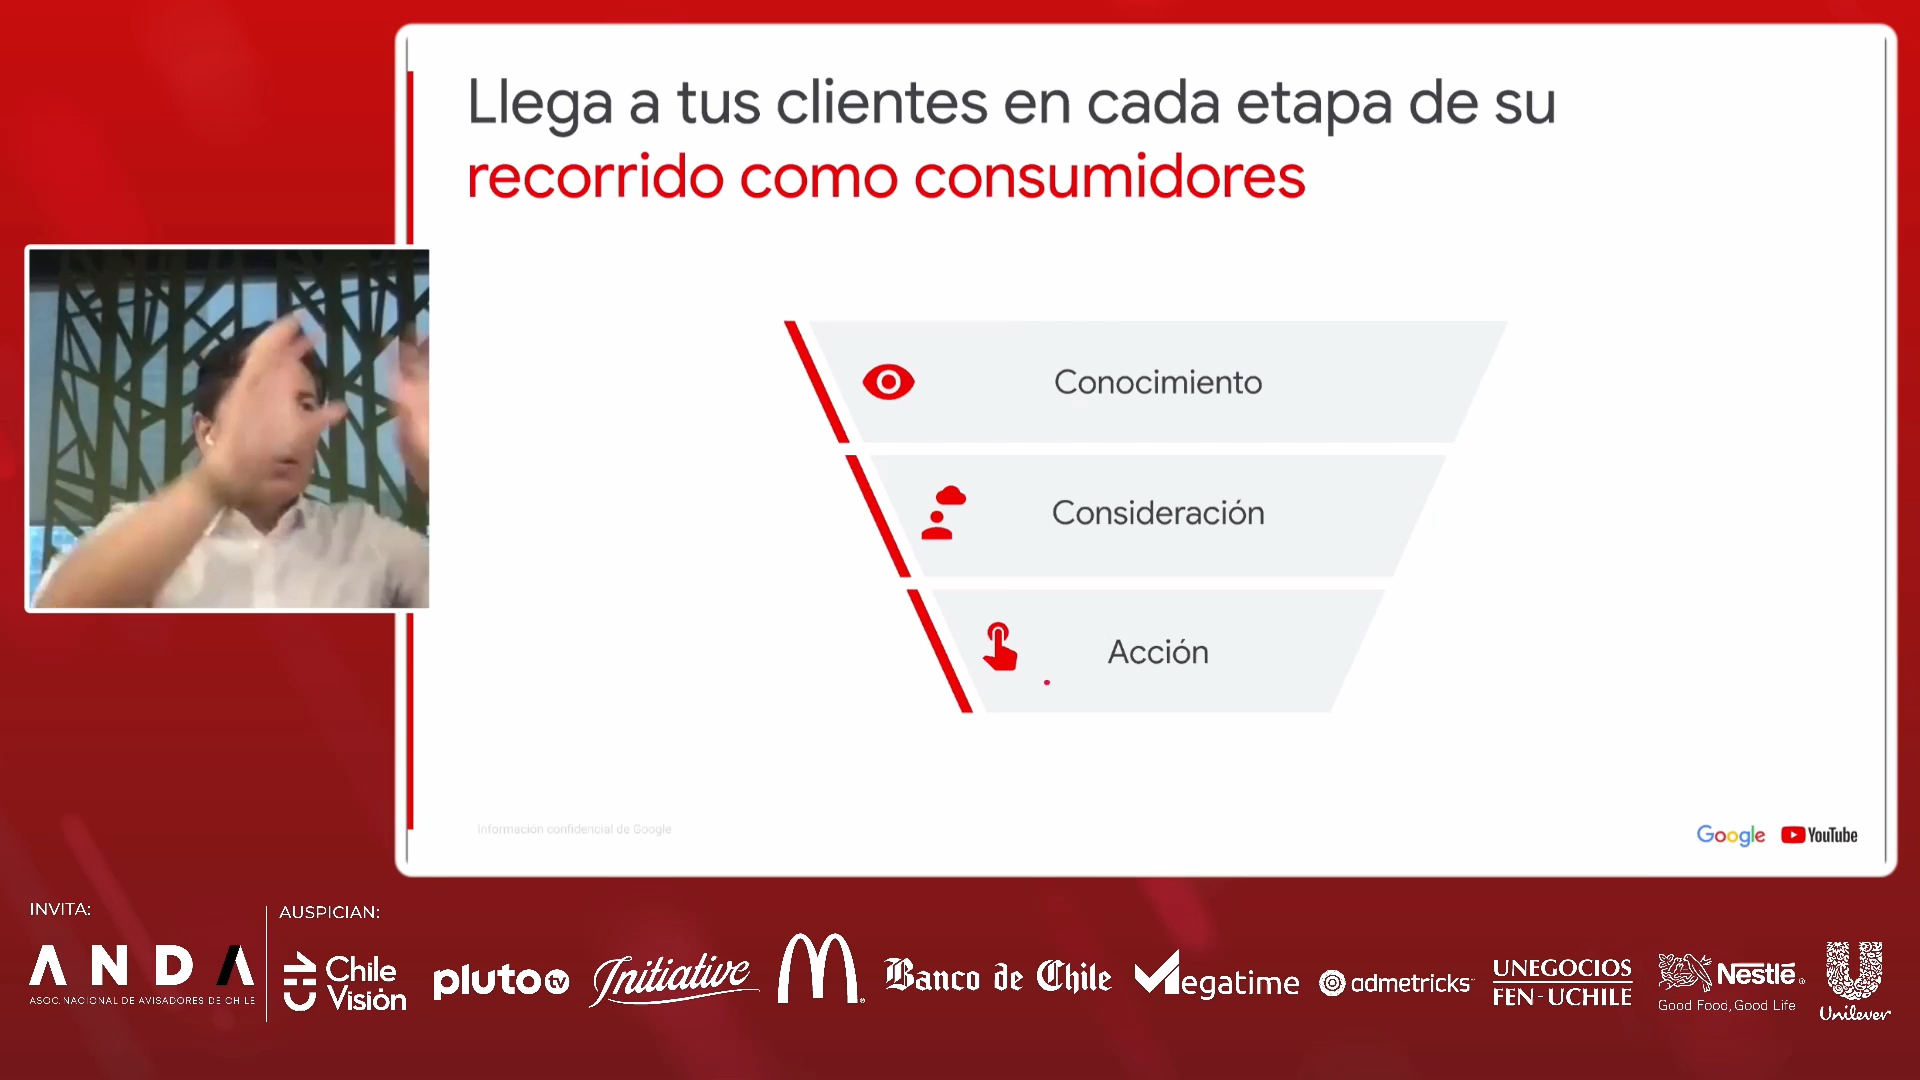 Llega a tus clientes en cada etapa de su
recorrido como consumidores
Conocimiento
Consideración
Acción
Información confidencial de Google
Google YouTube
INVITA:
ANDA
ASOC. NACIONAL DE AVISADORES DE CHILE
AUSPICIAN:
CHV Chile Visión
pluto tv
Initiative
Banco de Chile
Megatime
admetricks
UNEGOCIOS
FEN - UCHILE
Nestlé
Good Food, Good Life
Unilever